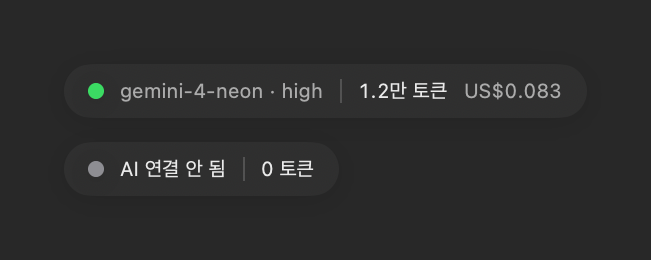 gemini-4-neon · high | 1.2만 토큰 US$0.083
AI 연결 안 됨 | 0 토큰